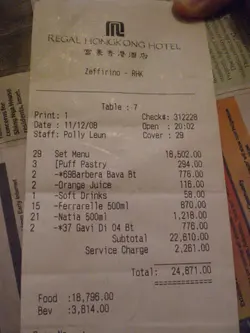 REGAL HONGKONG HOTEL
富豪香港酒店
Zeffirino - RHK
Table : 7
Print: 1 Check#: 312228
Date : 11/12/08 Open : 20:02
Staff: Polly Leun Cover : 29
29 Set Menu 16,502.00
3 [Puff Pastry 294.00
2 -*69Barbera Bava Bt 776.00
2 -Orange Juice 116.00
1 -Soft Drinks 58.00
15 -Ferrarelle 500ml 870.00
21 -Natia 500ml 1,218.00
2 -*37 Gavi Di 04 Bt 776.00
Subtotal 22,610.00
Service Charge 2,261.00
Total: 24,871.00
Food :18,796.00
Bev :3,814.00